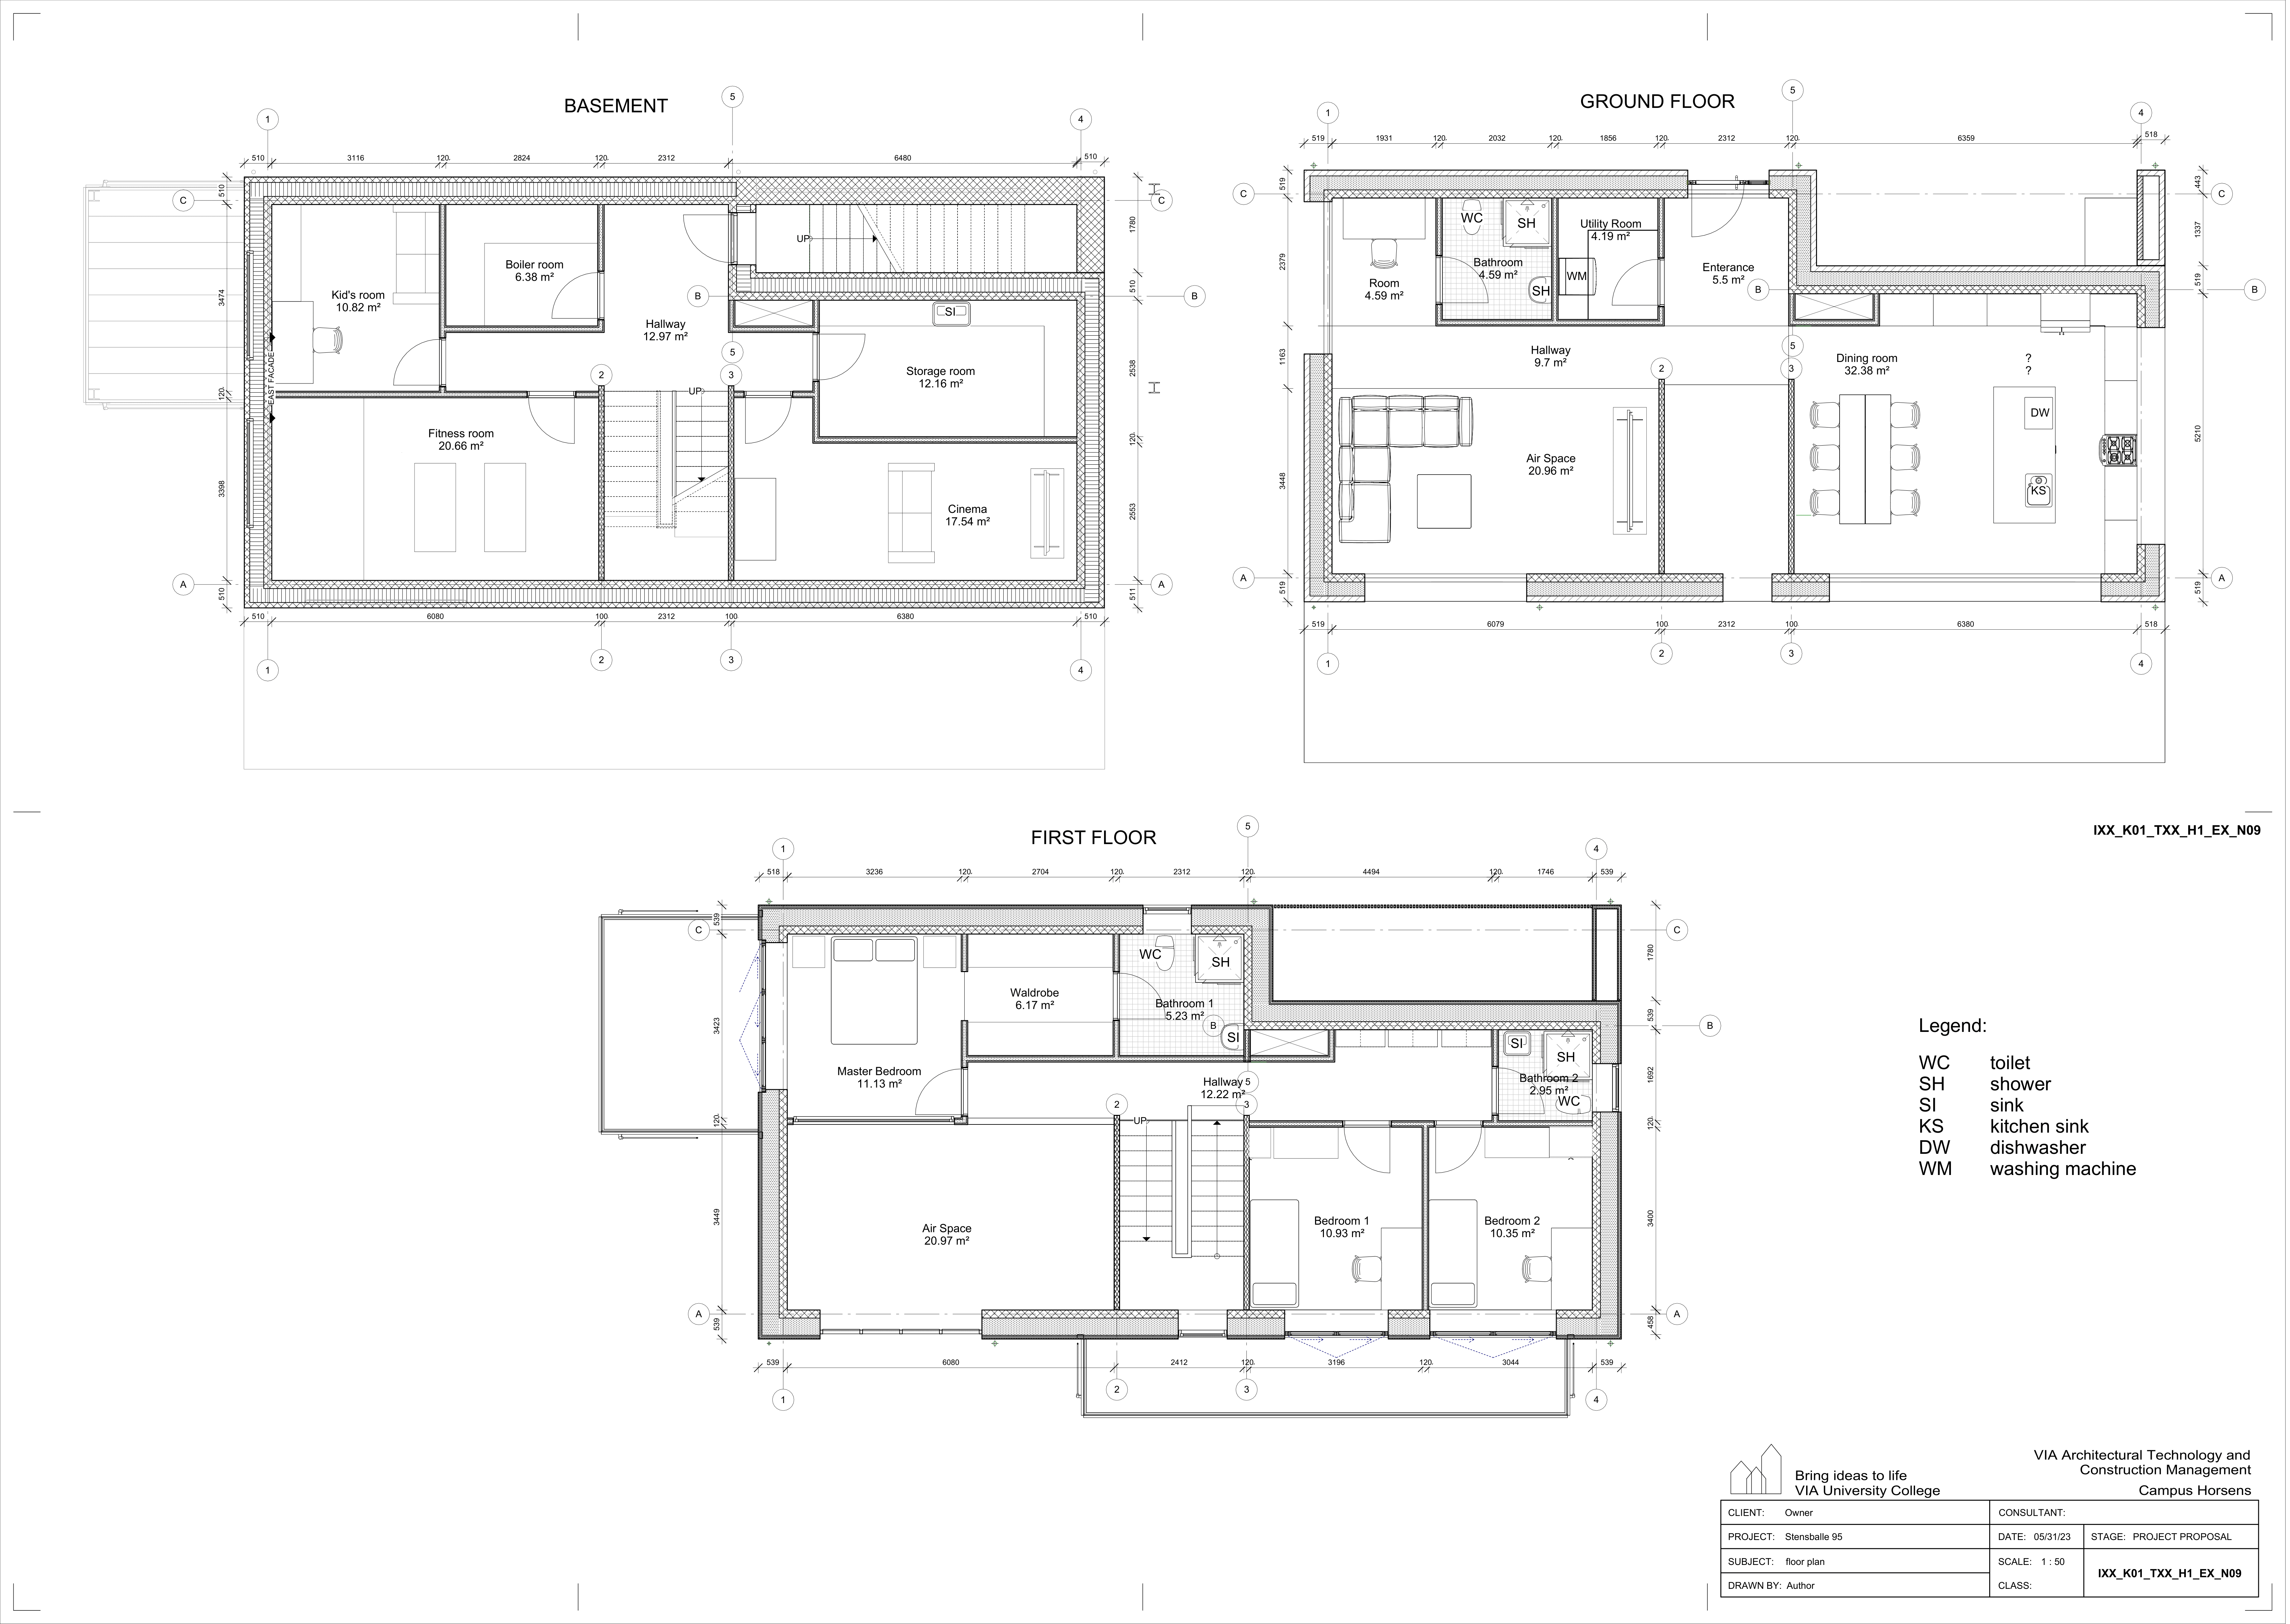 BASEMENT
5
1
4
510
3116
120
2824
120
2312
6480
510
C
510
3474
120
3398
510
A
C
1780
510
B
2538
120
2553
511
A
UP
Boiler room
6.38 m²
Kid's room
10.82 m²
B
Hallway
12.97 m²
SI
5
2
3
EAST FACADE
UP
Storage room
12.16 m²
Fitness room
20.66 m²
Cinema
17.54 m²
510
6080
100
2312
100
6380
510
1
2
3
4
GROUND FLOOR
5
1
4
519
1931
120
2032
120
1856
120
2312
120
6359
518
C
519
2379
1163
3448
519
A
443
C
1337
519
B
5210
519
A
WC
SH
Utility Room
4.19 m²
Bathroom
4.59 m²
WM
SH
Room
4.59 m²
Enterance
5.5 m²
B
Hallway
9.7 m²
5
2
3
Dining room
32.38 m²
?
?
DW
KS
Air Space
20.96 m²
519
6079
100
2312
100
6380
518
1
2
3
4
IXX_K01_TXX_H1_EX_N09
FIRST FLOOR
5
1
4
518
3236
120
2704
120
2312
120
4494
120
1746
539
C
539
3423
120
3449
539
A
C
1780
539
B
1692
120
3400
458
A
WC
SH
Waldrobe
6.17 m²
Bathroom 1
5.23 m²
B
SI
SI
SH
Master Bedroom
11.13 m²
Hallway
12.22 m²
5
Bathroom 2
2.95 m²
WC
2
3
UP
Air Space
20.97 m²
Bedroom 1
10.93 m²
Bedroom 2
10.35 m²
539
6080
2412
120
3196
120
3044
539
1
2
3
4
Legend:
WC toilet
SH shower
SI sink
KS kitchen sink
DW dishwasher
WM washing machine
Bring ideas to life
VIA University College
VIA Architectural Technology and
Construction Management
Campus Horsens
CLIENT: Owner
CONSULTANT:
PROJECT: Stensballe 95
DATE: 05/31/23
STAGE: PROJECT PROPOSAL
SUBJECT: floor plan
SCALE: 1 : 50
IXX_K01_TXX_H1_EX_N09
DRAWN BY: Author
CLASS: